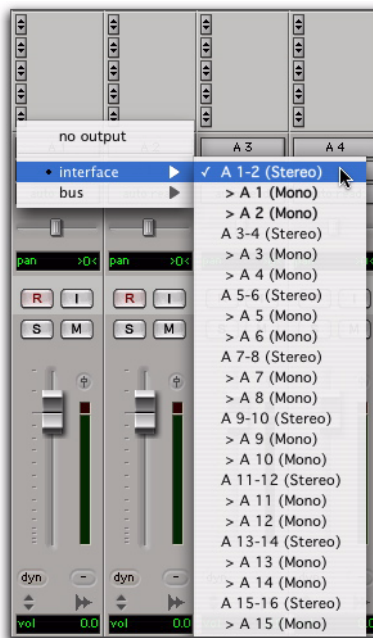 no output
A 3
A 4
• interface
bus
✓ A 1-2 (Stereo)
> A 1 (Mono)
> A 2 (Mono)
A 3-4 (Stereo)
> A 3 (Mono)
> A 4 (Mono)
A 5-6 (Stereo)
> A 5 (Mono)
> A 6 (Mono)
A 7-8 (Stereo)
> A 7 (Mono)
> A 8 (Mono)
A 9-10 (Stereo)
> A 9 (Mono)
> A 10 (Mono)
A 11-12 (Stereo)
> A 11 (Mono)
> A 12 (Mono)
A 13-14 (Stereo)
> A 13 (Mono)
> A 14 (Mono)
A 15-16 (Stereo)
> A 15 (Mono)
pan >0<
pan >0<
R I
R I
S M
S M
M
dyn -
dyn -
vol 0.0
vol 0.0